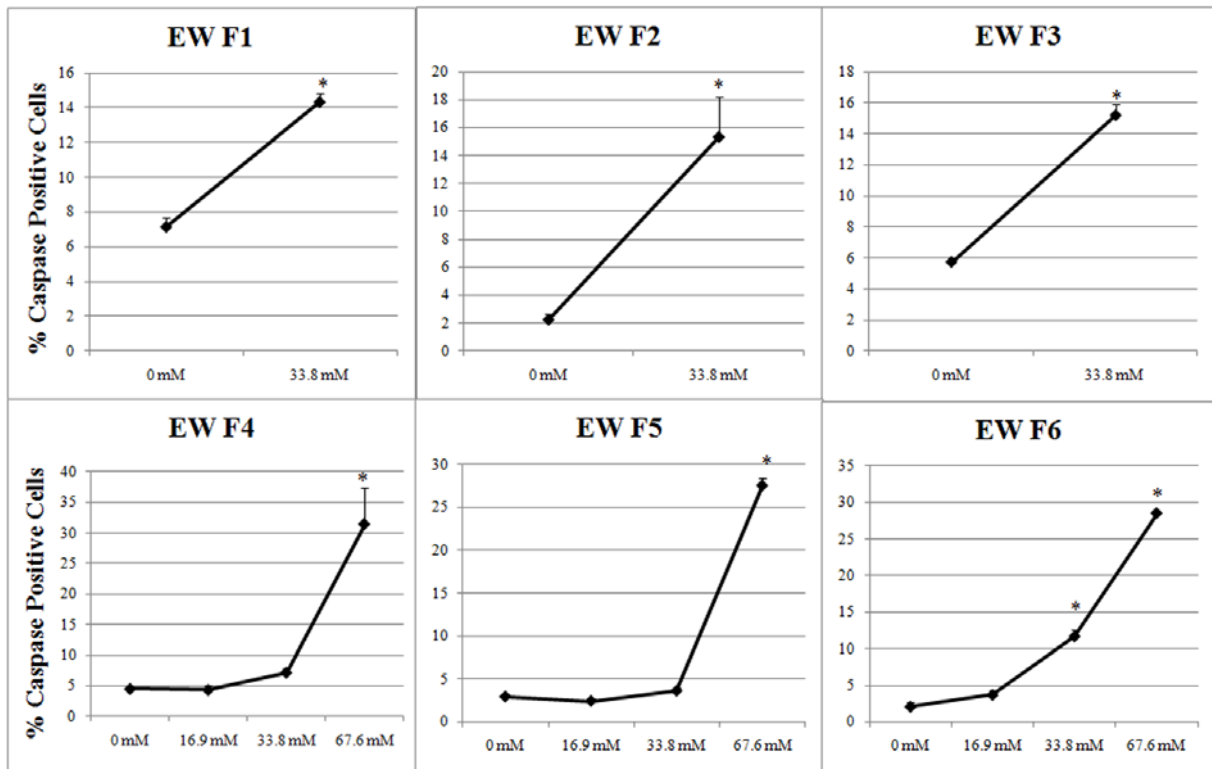 EW F1
% Caspase Positive Cells
16
14
12
10
8
6
4
2
0
*
0 mM
33.8 mM
EW F2
20
18
16
14
12
10
8
6
4
2
0
*
0 mM
33.8 mM
EW F3
18
16
14
12
10
8
6
4
2
0
*
0 mM
33.8 mM
EW F4
% Caspase Positive Cells
40
35
30
25
20
15
10
5
0
*
0 mM
16.9 mM
33.8 mM
67.6 mM
EW F5
30
25
20
15
10
5
0
*
0 mM
16.9 mM
33.8 mM
67.6 mM
EW F6
35
30
25
20
15
10
5
0
*
*
0 mM
16.9 mM
33.8 mM
67.6 mM